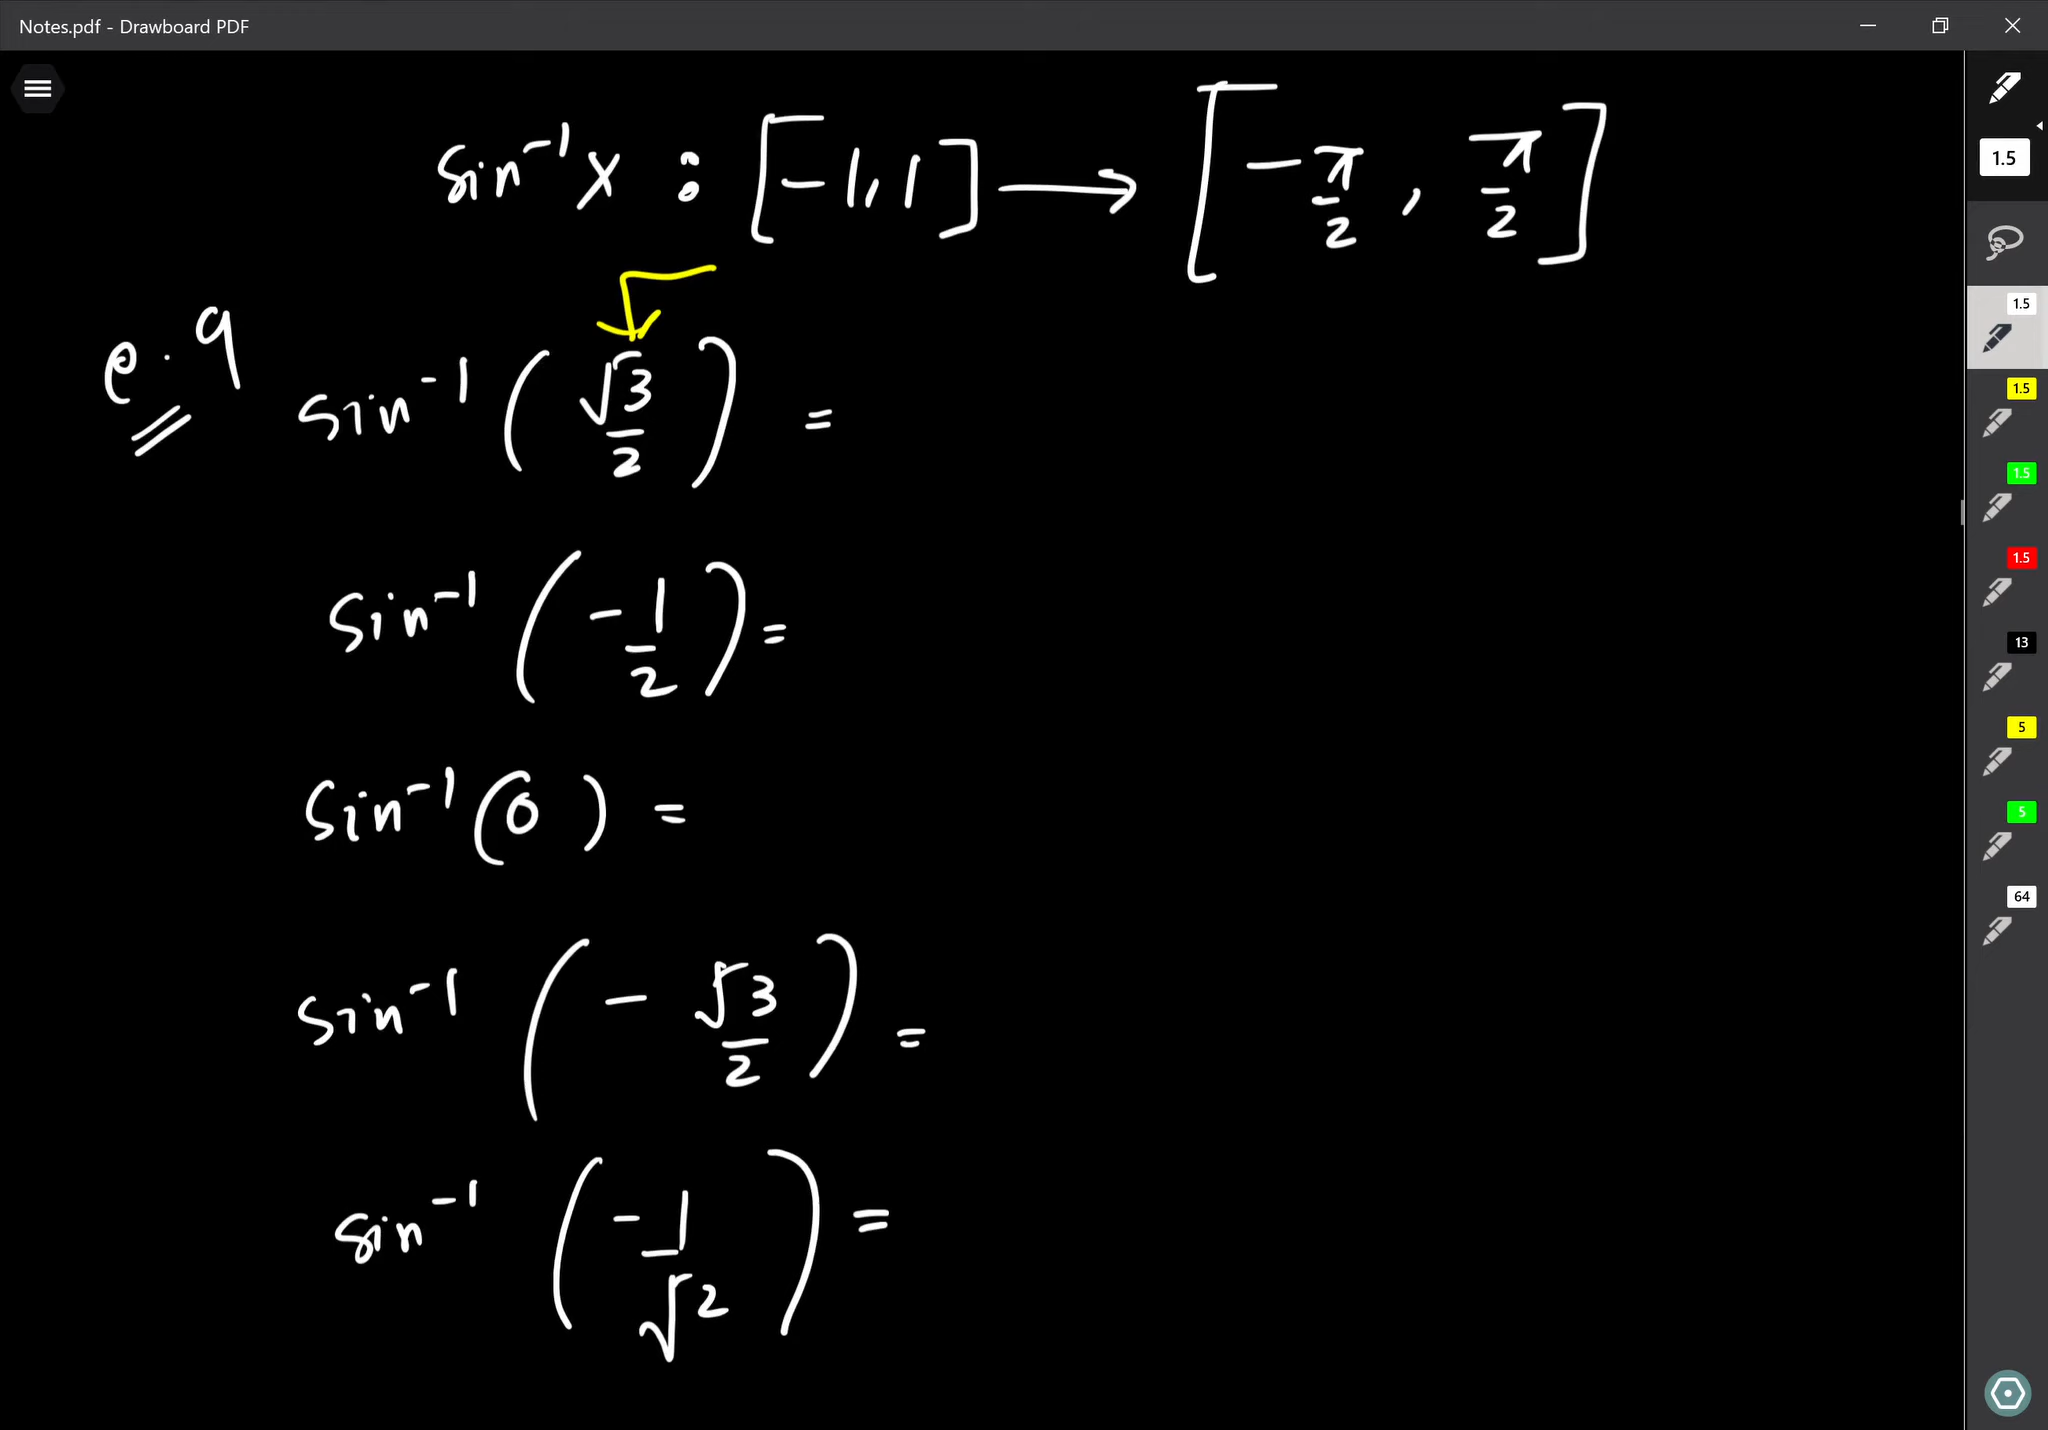 Notes.pdf - Drawboard PDF
sin⁻¹x : [-1, 1] → [-π/2, π/2]
e.g
sin⁻¹(√3/2) =
sin⁻¹(-1/2) =
sin⁻¹(0) =
sin⁻¹(-√3/2) =
sin⁻¹(-1/√2) =
1.5
1.5
1.5
1.5
1.5
13
5
5
64